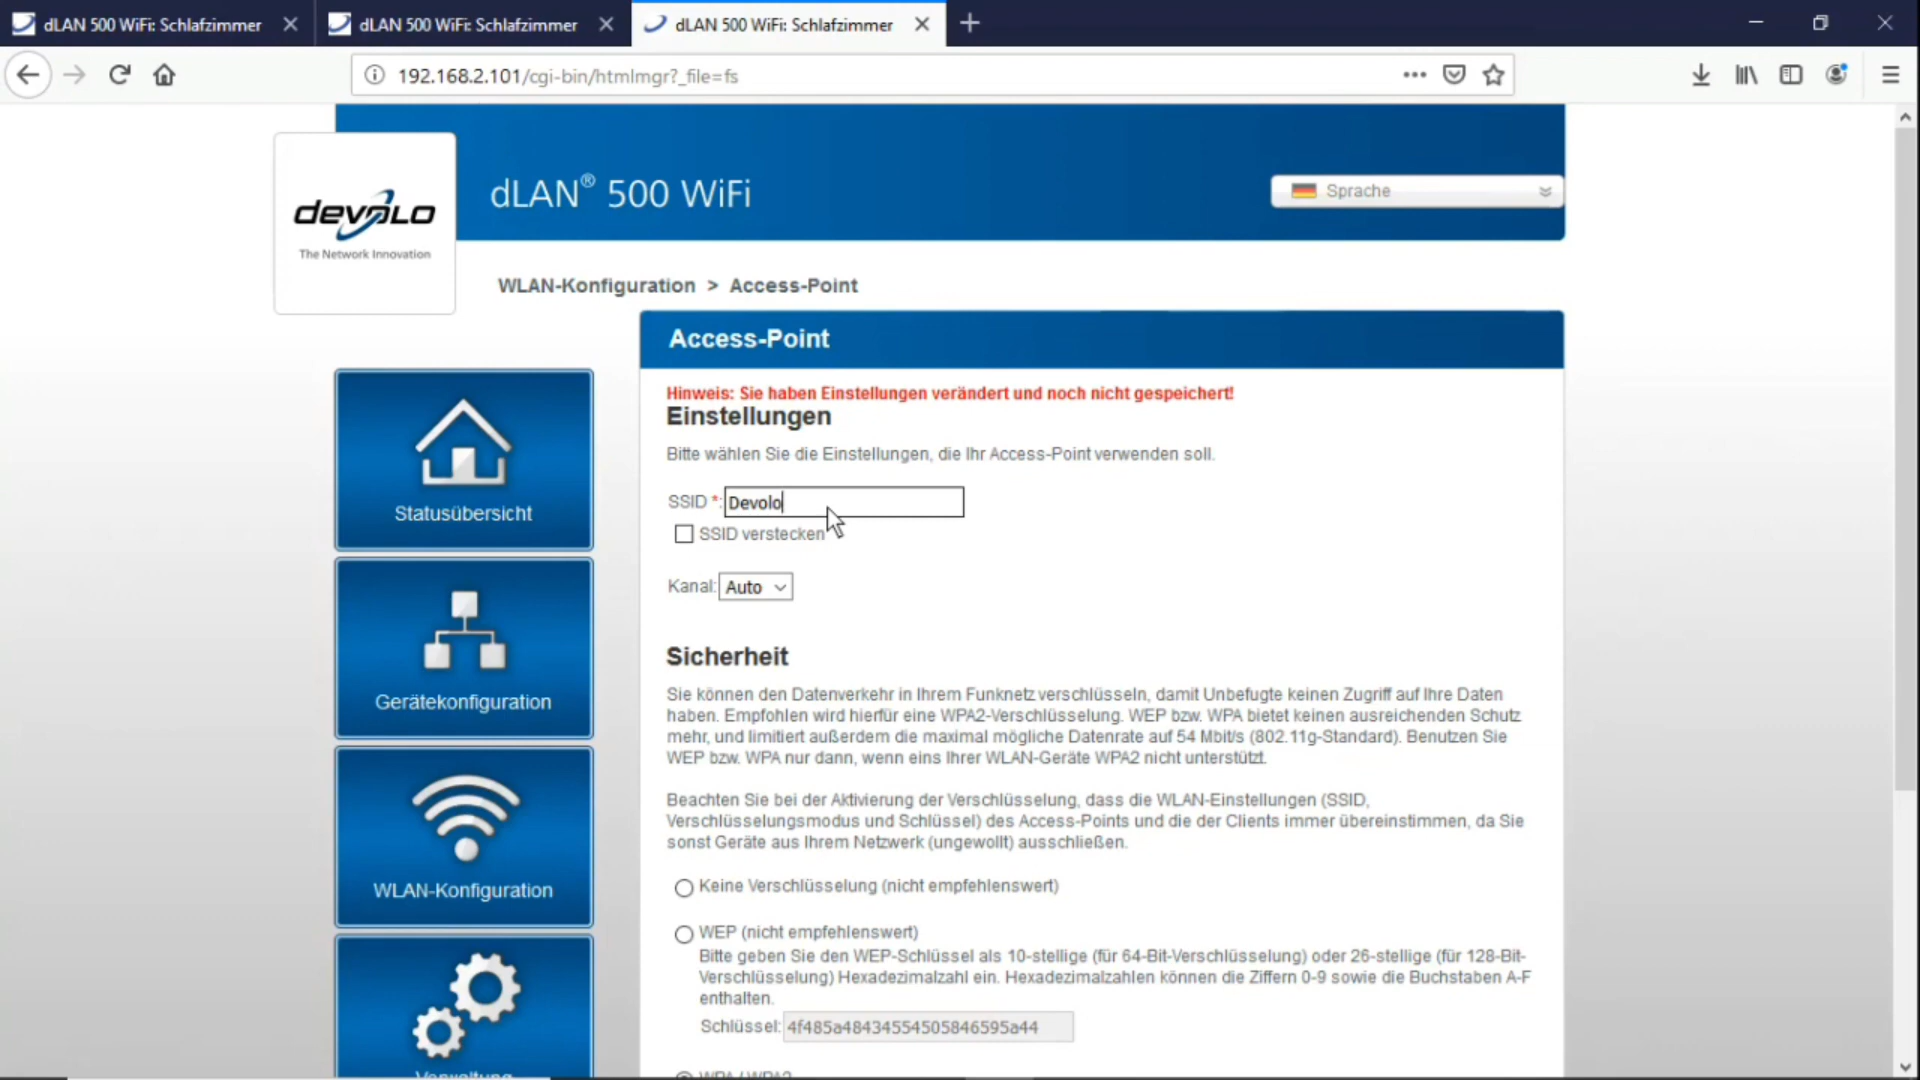 dLAN 500 WiFi: Schlafzimmer
dLAN 500 WiFi: Schlafzimmer
dLAN 500 WiFi: Schlafzimmer
192.168.2.101/cgi-bin/htmlmgr?_file=fs
devolo
The Network Innovation
dLAN® 500 WiFi
Sprache
WLAN-Konfiguration > Access-Point
Access-Point
Hinweis: Sie haben Einstellungen verändert und noch nicht gespeichert!
Einstellungen
Bitte wählen Sie die Einstellungen, die Ihr Access-Point verwenden soll.
SSID *: Devolo
SSID verstecken
Kanal: Auto
Sicherheit
Sie können den Datenverkehr in Ihrem Funknetz verschlüsseln, damit Unbefugte keinen Zugriff auf Ihre Daten
haben. Empfohlen wird hierfür eine WPA2-Verschlüsselung. WEP bzw. WPA bietet keinen ausreichenden Schutz
mehr, und limitiert außerdem die maximal mögliche Datenrate auf 54 Mbit/s (802.11g-Standard). Benutzen Sie
WEP bzw. WPA nur dann, wenn eins Ihrer WLAN-Geräte WPA2 nicht unterstützt.
Beachten Sie bei der Aktivierung der Verschlüsselung, dass die WLAN-Einstellungen (SSID,
Verschlüsselungsmodus und Schlüssel) des Access-Points und die der Clients immer übereinstimmen, da Sie
sonst Geräte aus Ihrem Netzwerk (ungewollt) ausschließen.
Keine Verschlüsselung (nicht empfehlenswert)
WEP (nicht empfehlenswert)
Bitte geben Sie den WEP-Schlüssel als 10-stellige (für 64-Bit-Verschlüsselung) oder 26-stellige (für 128-Bit-
Verschlüsselung) Hexadezimalzahl ein. Hexadezimalzahlen können die Ziffern 0-9 sowie die Buchstaben A-F
enthalten.
Schlüssel: 4f485a48434554505846595a44
WPA / WPA2
Statusübersicht
Gerätekonfiguration
WLAN-Konfiguration
Verwaltung